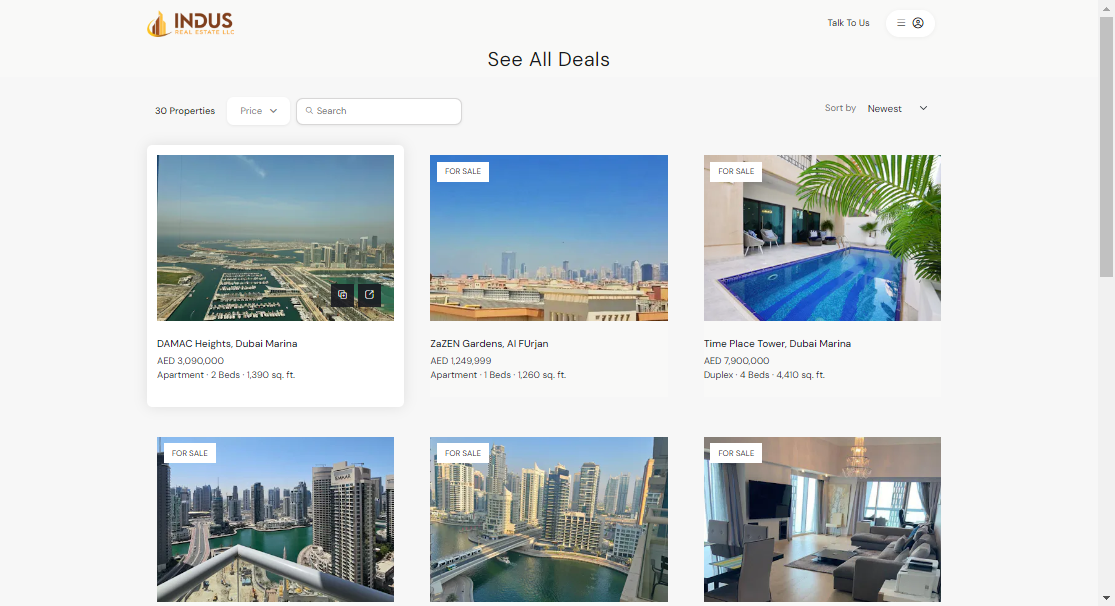 INDUS
REAL ESTATE LLC
Talk To Us
See All Deals
30 Properties
Price
Search
Sort by
Newest
FOR SALE
FOR SALE
DAMAC Heights, Dubai Marina
AED 3,090,000
Apartment · 2 Beds · 1,390 sq. ft.
ZaZEN Gardens, Al FUrjan
AED 1,249,999
Apartment · 1 Beds · 1,260 sq. ft.
Time Place Tower, Dubai Marina
AED 7,900,000
Duplex · 4 Beds · 4,410 sq. ft.
FOR SALE
FOR SALE
FOR SALE